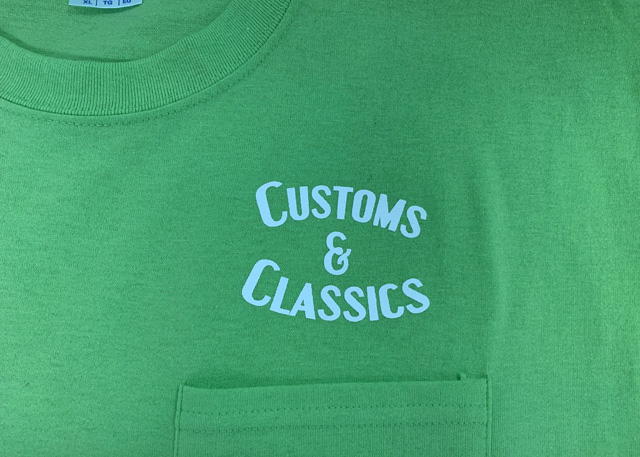 XL | TG | EG
CUSTOMS
&
CLASSICS